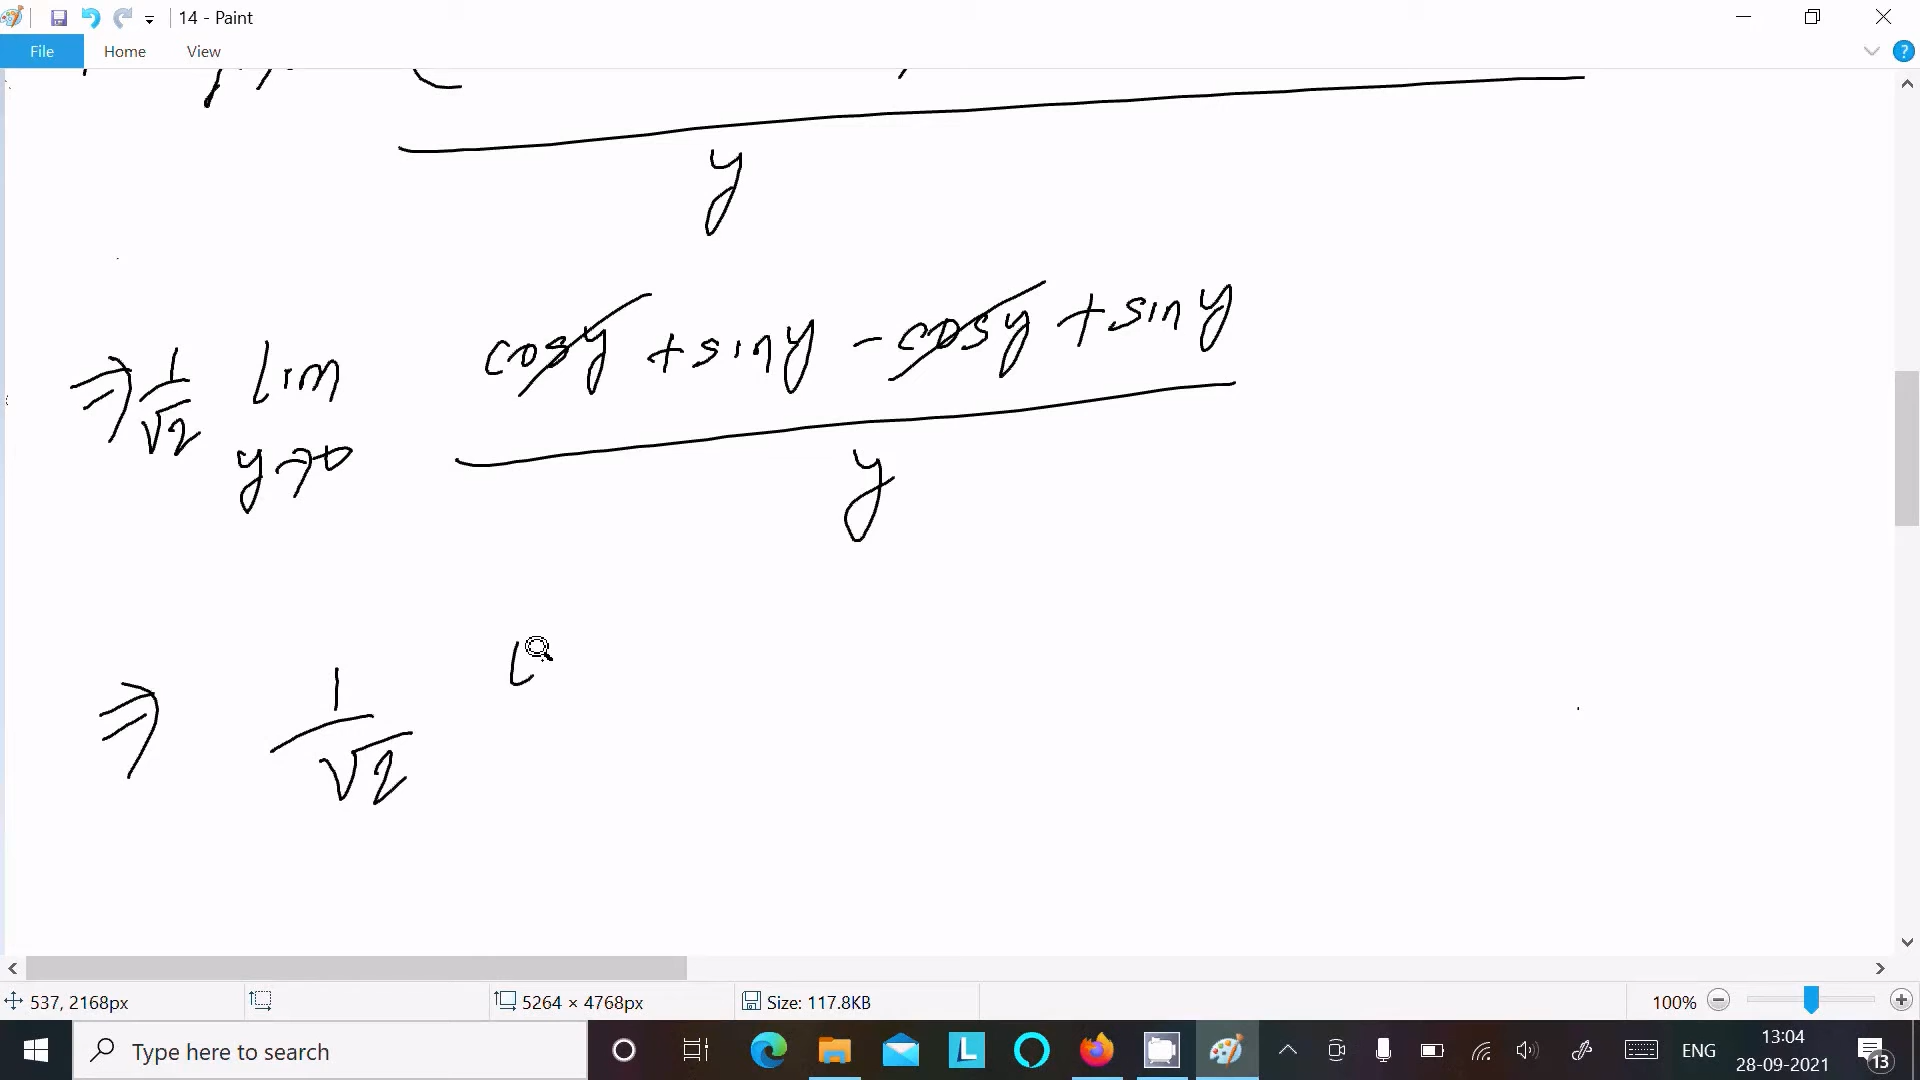 14 - Paint
File Home View ?
y
⇒ 1/√2 lim y→0 (cosy + siny - cosy + siny)/y
⇒ 1/√2 l
537, 2168px 5264 × 4768px Size: 117.8KB 100%
Type here to search L ENG 13:04
28-09-2021 13